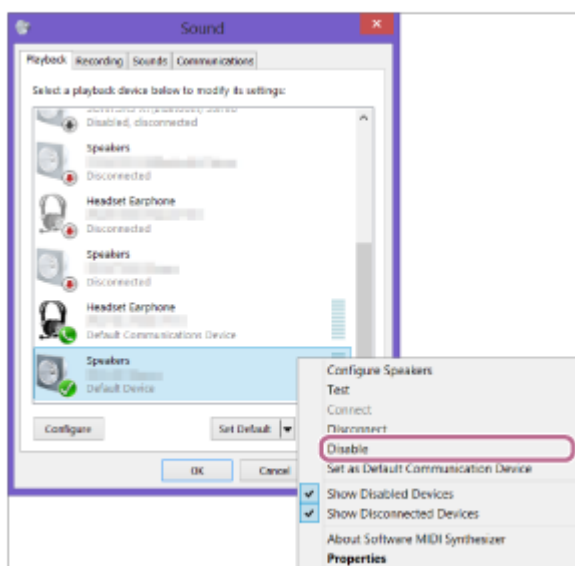 Sound
Playback Recording Sounds Communications
Select a playback device below to modify its settings:
Disabled, disconnected
Speakers
Disconnected
Headset Earphone
Disconnected
Speakers
Disconnected
Headset Earphone
Default Communications Device
Speakers
Default Device
Configure
Set Default
OK
Cancel
Configure Speakers
Test
Connect
Disconnect
Disable
Set as Default Communication Device
Show Disabled Devices
Show Disconnected Devices
About Software MIDI Synthesizer
Properties